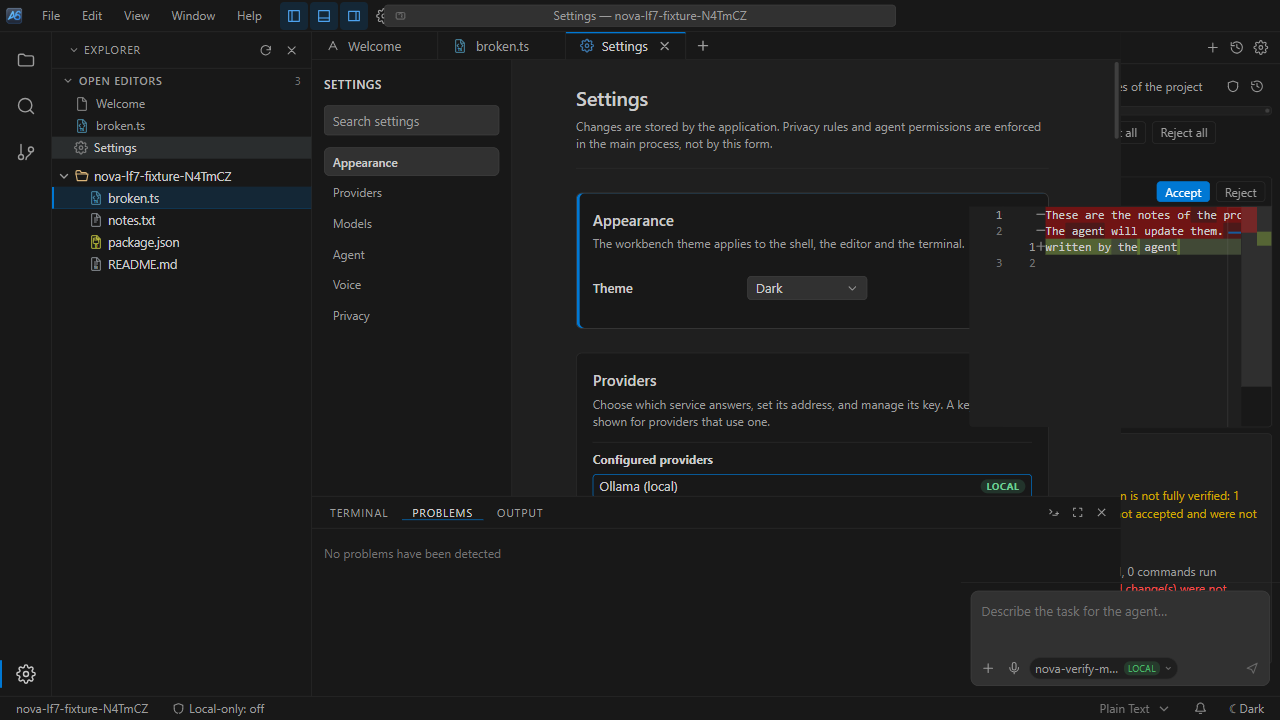 File Edit View Window Help
Settings — nova-lf7-fixture-N4TmCZ
EXPLORER
OPEN EDITORS 3
Welcome
broken.ts
Settings
nova-lf7-fixture-N4TmCZ
broken.ts
notes.txt
package.json
README.md
Welcome broken.ts Settings
SETTINGS
Search settings
Appearance
Providers
Models
Agent
Voice
Privacy
Settings
Changes are stored by the application. Privacy rules and agent permissions are enforced
in the main process, not by this form.
Appearance
The workbench theme applies to the shell, the editor and the terminal.
Theme Dark
Providers
Choose which service answers, set its address, and manage its key. A ke
shown for providers that use one.
Configured providers
Ollama (local) LOCAL
TERMINAL PROBLEMS OUTPUT
No problems have been detected
es of the project
all Reject all
Accept Reject
1 −These are the notes of the pro
2 −The agent will update them.
1+written by the agent
3 2
n is not fully verified: 1
not accepted and were not
, 0 commands run
change(s) were not
Describe the task for the agent...
nova-verify-m... LOCAL
nova-lf7-fixture-N4TmCZ Local-only: off
Plain Text Dark